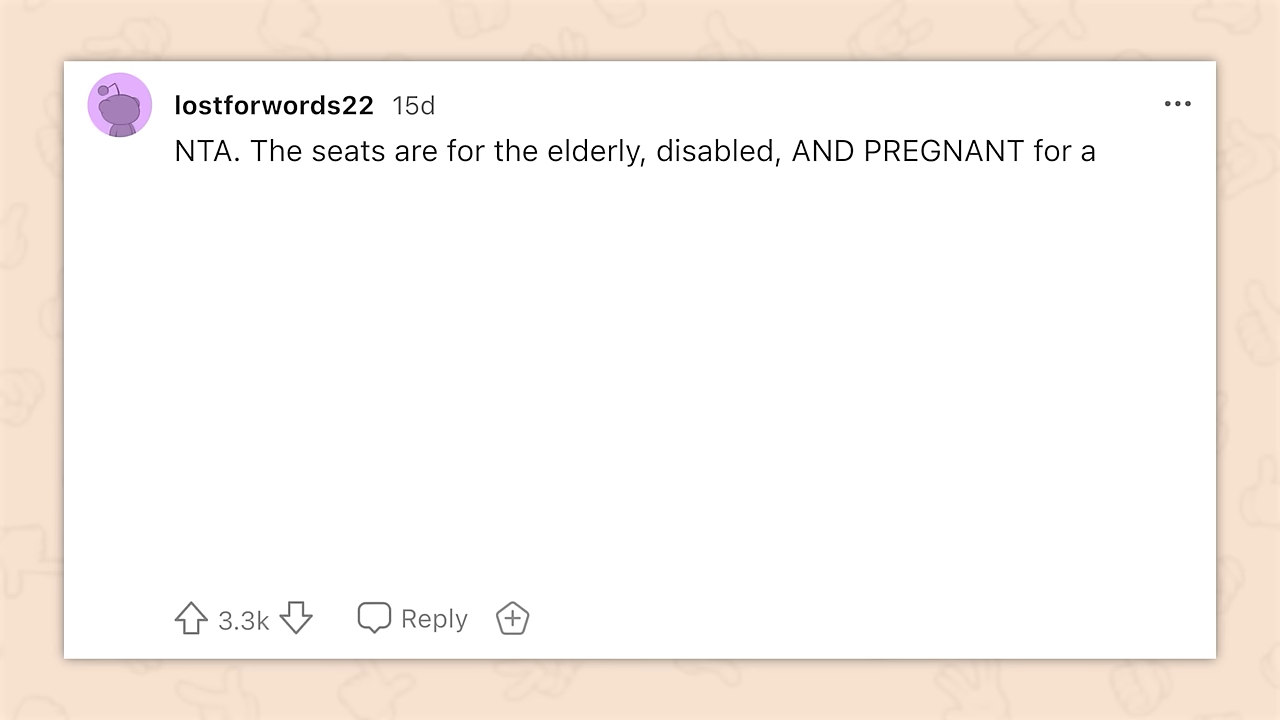 lostforwords22 15d
NTA. The seats are for the elderly, disabled, AND PREGNANT for a
3.3k Reply